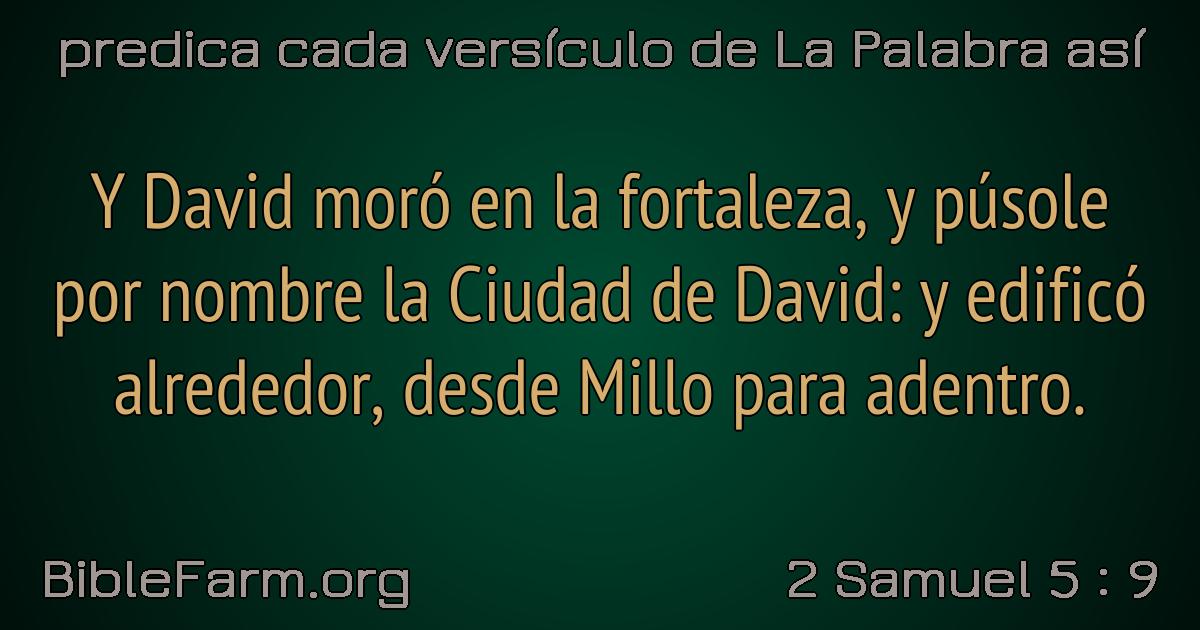 predica cada versículo de La Palabra así
Y David moró en la fortaleza, y púsole
por nombre la Ciudad de David: y edificó
alrededor, desde Millo para adentro.
BibleFarm.org
2 Samuel 5 : 9